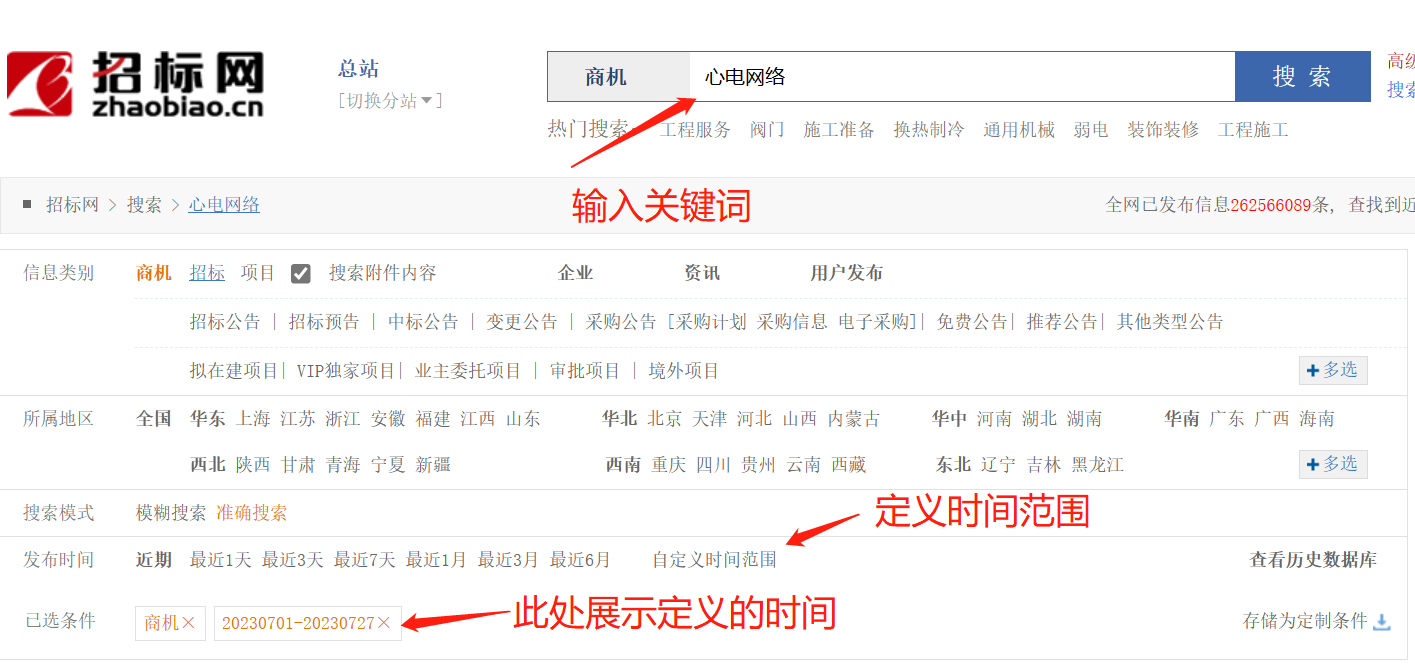 招标网
zhaobiao.cn
总站
[切换分站]
商机 心电网络 搜 索
高级
搜索
热门搜索: 工程服务 阀门 施工准备 换热制冷 通用机械 弱电 装饰装修 工程施工
输入关键词
招标网 > 搜索 > 心电网络 全网已发布信息262566089条, 查找到近
信息类别 商机 招标 项目 搜索附件内容 企业 资讯 用户发布
招标公告 | 招标预告 | 中标公告 | 变更公告 | 采购公告 [采购计划 采购信息 电子采购]| 免费公告| 推荐公告| 其他类型公告
拟在建项目| VIP独家项目| 业主委托项目 | 审批项目 | 境外项目 +多选
所属地区 全国 华东 上海 江苏 浙江 安徽 福建 江西 山东 华北 北京 天津 河北 山西 内蒙古 华中 河南 湖北 湖南 华南 广东 广西 海南
西北 陕西 甘肃 青海 宁夏 新疆 西南 重庆 四川 贵州 云南 西藏 东北 辽宁 吉林 黑龙江 +多选
搜索模式 模糊搜索 准确搜索
定义时间范围
发布时间 近期 最近1天 最近3天 最近7天 最近1月 最近3月 最近6月 自定义时间范围 查看历史数据库
已选条件 商机× 20230701-20230727× 此处展示定义的时间 存储为定制条件